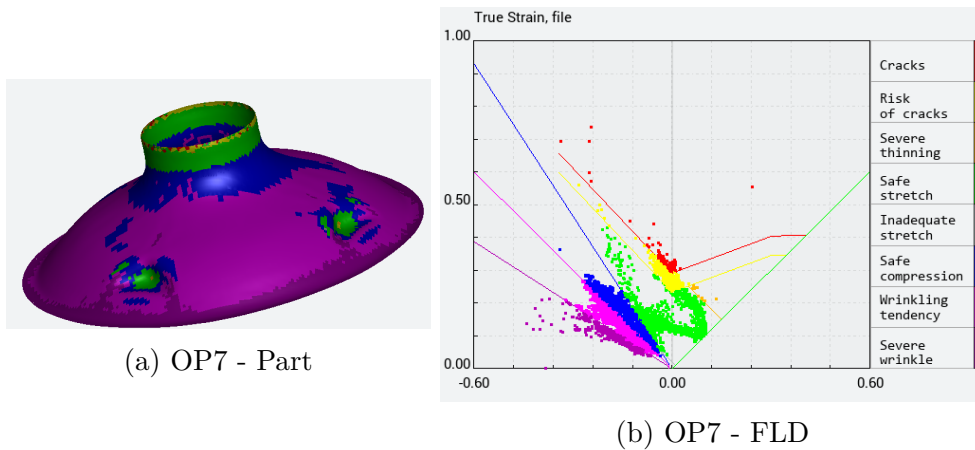 True Strain, file
1.00
0.50
0.00
-0.60
0.00
0.60
Cracks
Risk
of cracks
Severe
thinning
Safe
stretch
Inadequate
stretch
Safe
compression
Wrinkling
tendency
Severe
wrinkle
(a) OP7 - Part
(b) OP7 - FLD